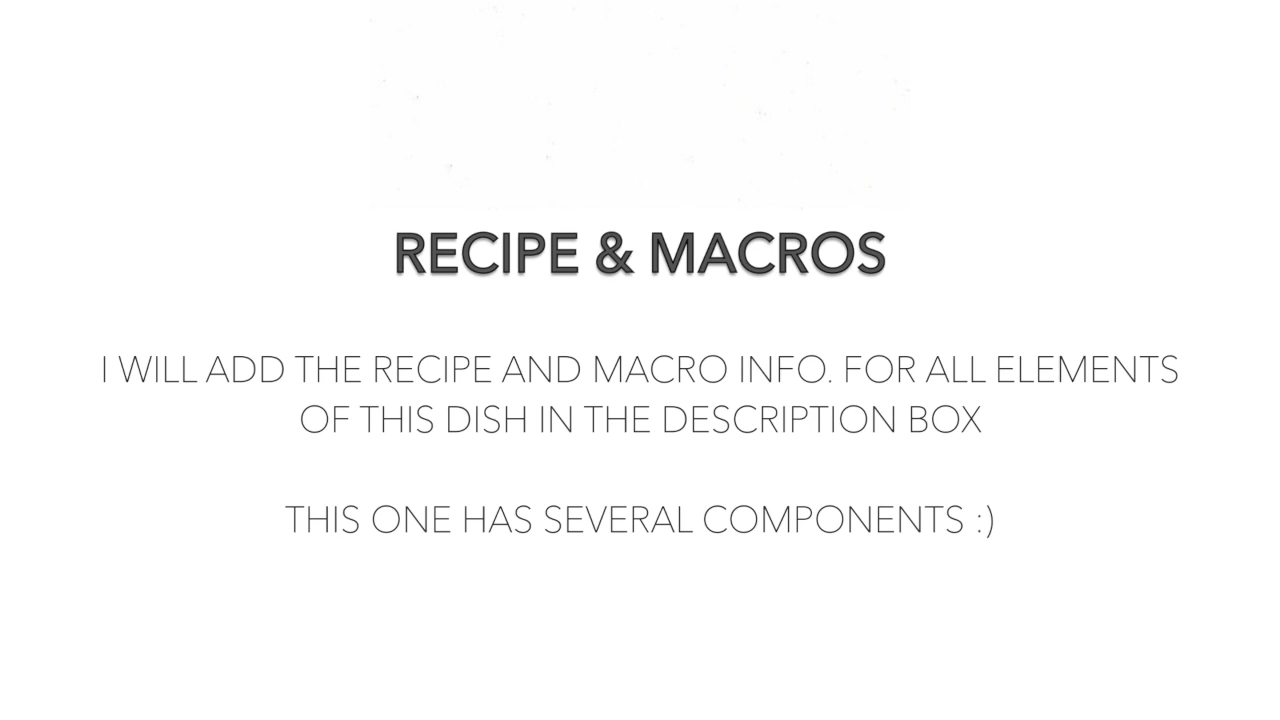 RECIPE & MACROS
I WILL ADD THE RECIPE AND MACRO INFO. FOR ALL ELEMENTS
OF THIS DISH IN THE DESCRIPTION BOX
THIS ONE HAS SEVERAL COMPONENTS :)